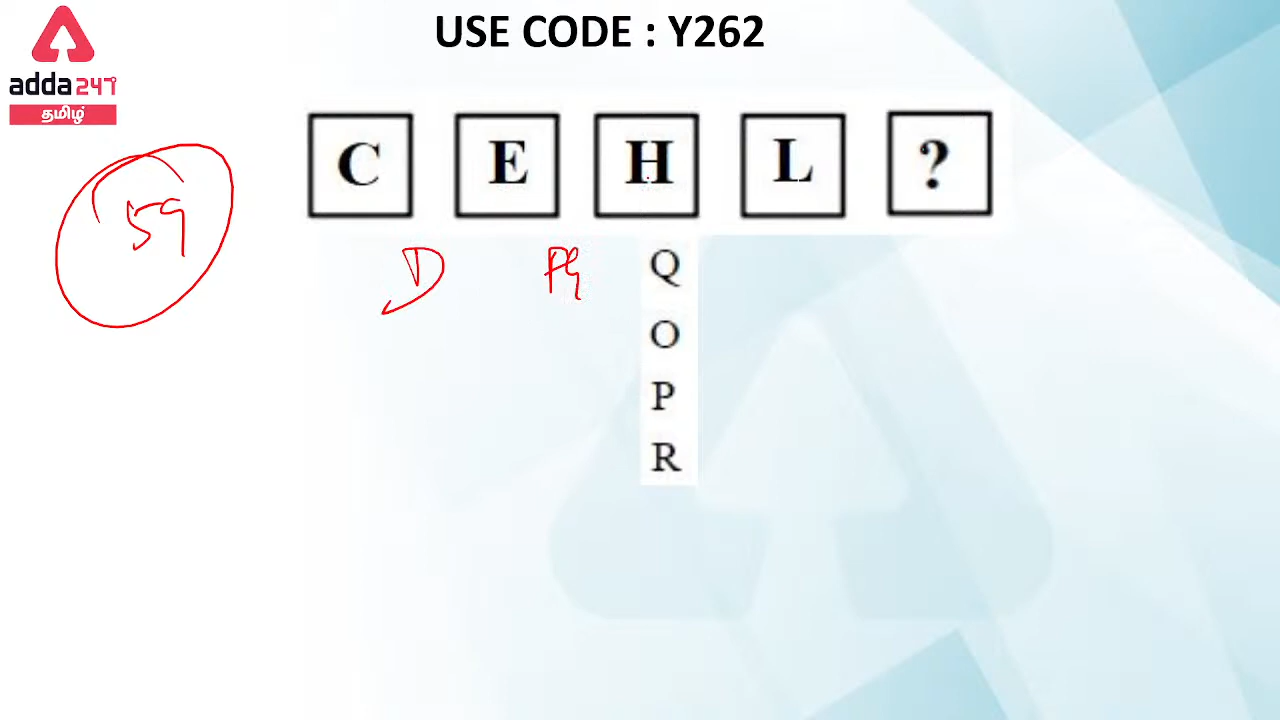 USE CODE : Y262
adda247
தமிழ்
C E H L ?
59
D FG
Q
O
P
R